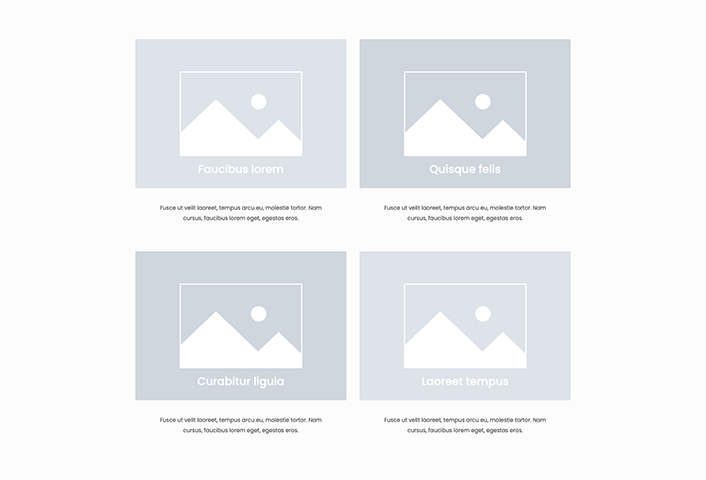 Faucibus lorem
Quisque felis
Fusce ut velit laoreet, tempus arcu eu, molestie tortor. Nam
cursus, faucibus lorem eget, egestas eros.
Fusce ut velit laoreet, tempus arcu eu, molestie tortor. Nam
cursus, faucibus lorem eget, egestas eros.
Curabitur ligula
Laoreet tempus
Fusce ut velit laoreet, tempus arcu eu, molestie tortor. Nam
cursus, faucibus lorem eget, egestas eros.
Fusce ut velit laoreet, tempus arcu eu, molestie tortor. Nam
cursus, faucibus lorem eget, egestas eros.